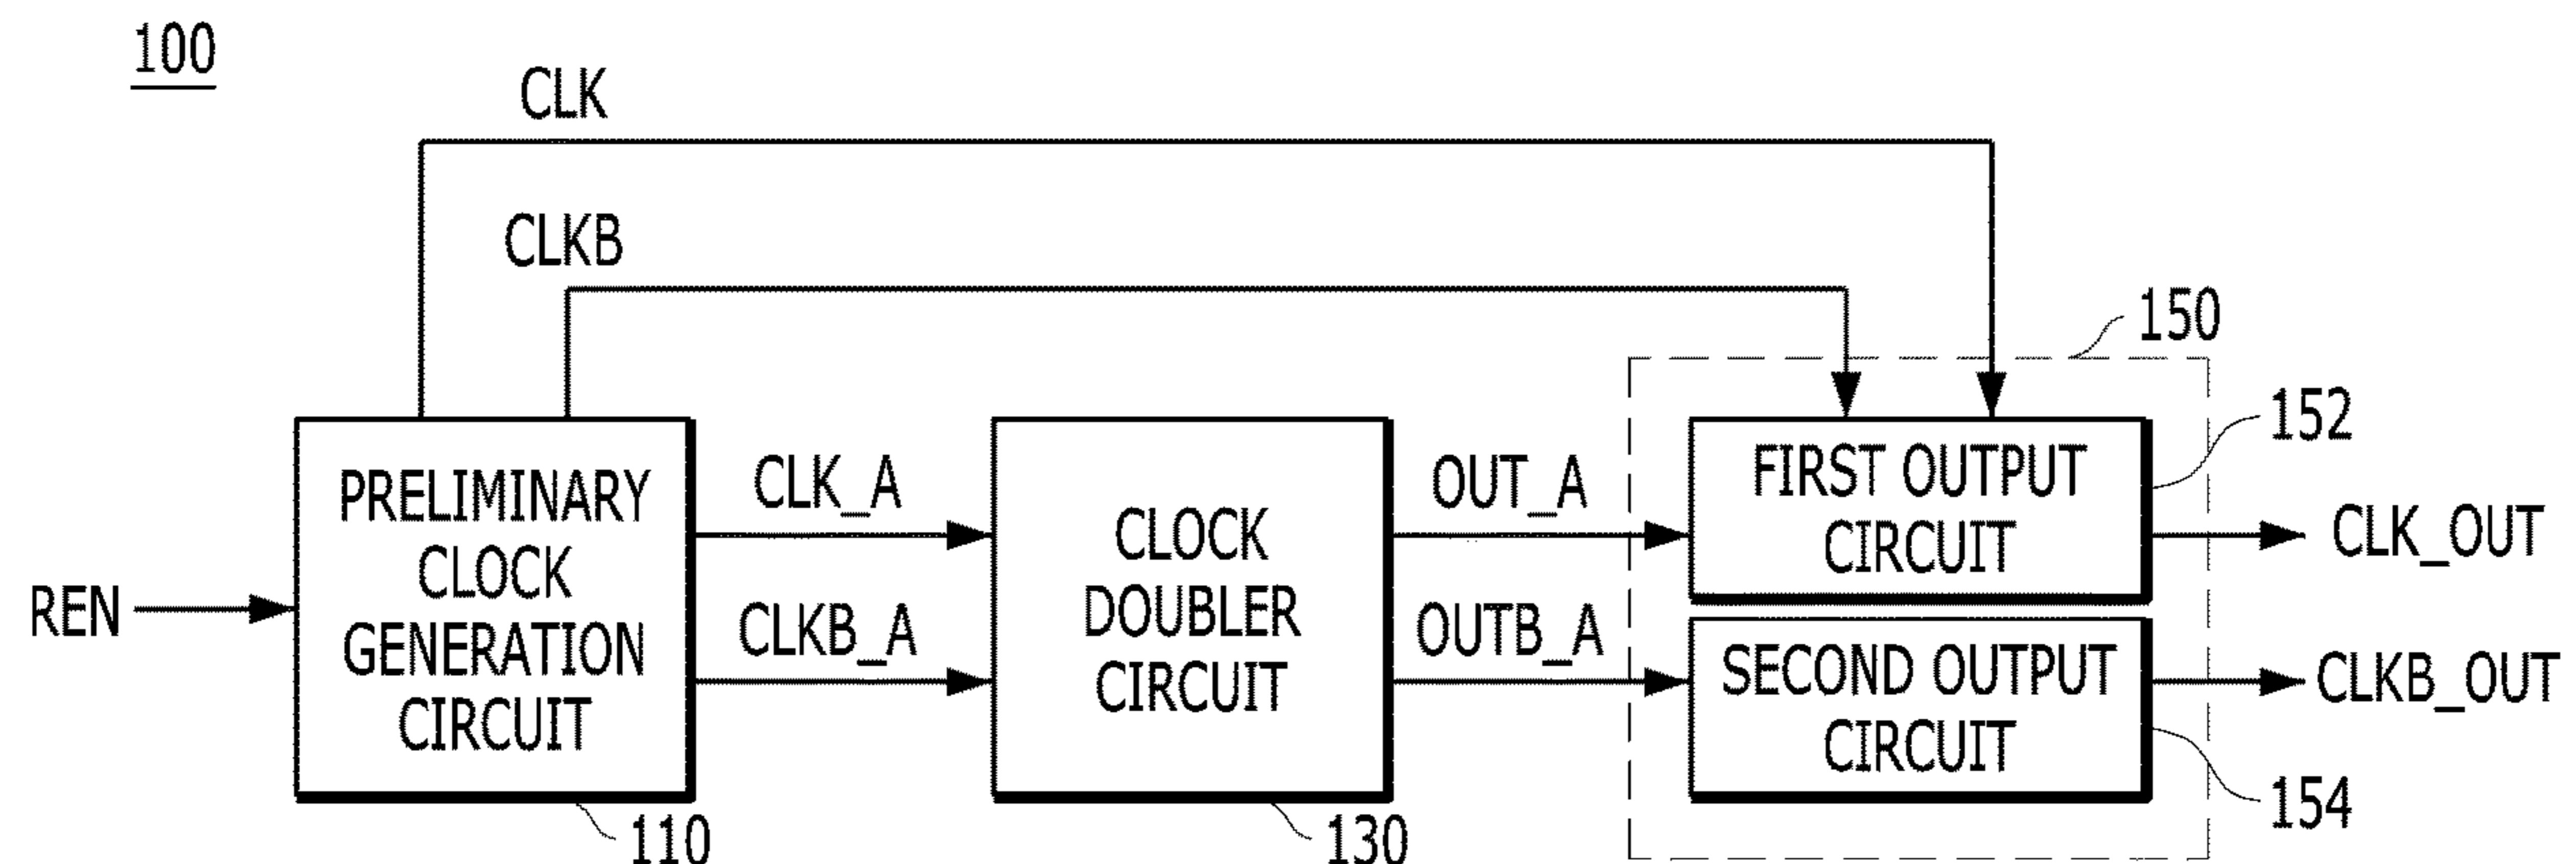 100
CLK
CLKB
150
152
PRELIMINARY
CLOCK
GENERATION
CIRCUIT
CLK_A
CLKB_A
CLOCK
DOUBLER
CIRCUIT
OUT_A
OUTB_A
FIRST OUTPUT
CIRCUIT
SECOND OUTPUT
CIRCUIT
CLK_OUT
CLKB_OUT
REN
110
130
154